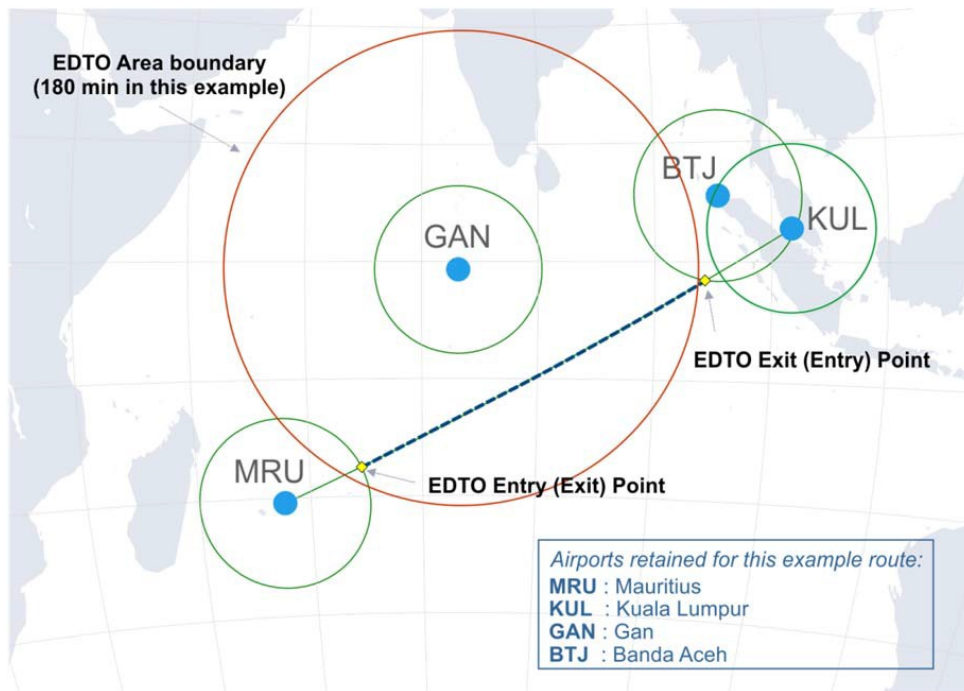 EDTO Area boundary
(180 min in this example)
BTJ
KUL
GAN
EDTO Exit (Entry) Point
MRU
EDTO Entry (Exit) Point
Airports retained for this example route:
MRU : Mauritius
KUL : Kuala Lumpur
GAN : Gan
BTJ : Banda Aceh